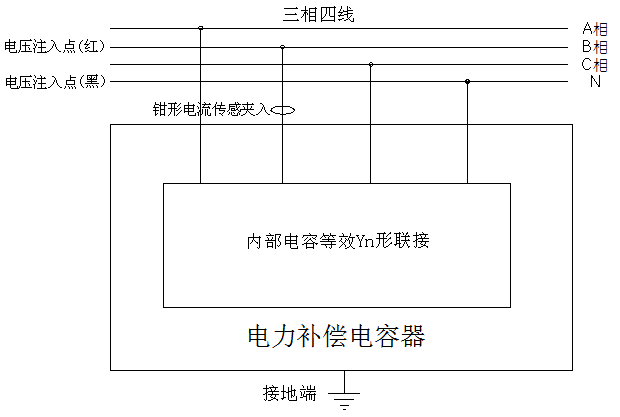 三相四线
A相
电压注入点(红)
B相
C相
电压注入点(黑)
N
钳形电流传感夹入
内部电容等效Yn形联接
电力补偿电容器
接地端